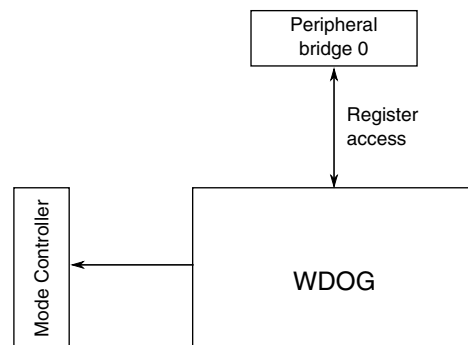 Peripheral
bridge 0
Register
access
Mode Controller
WDOG